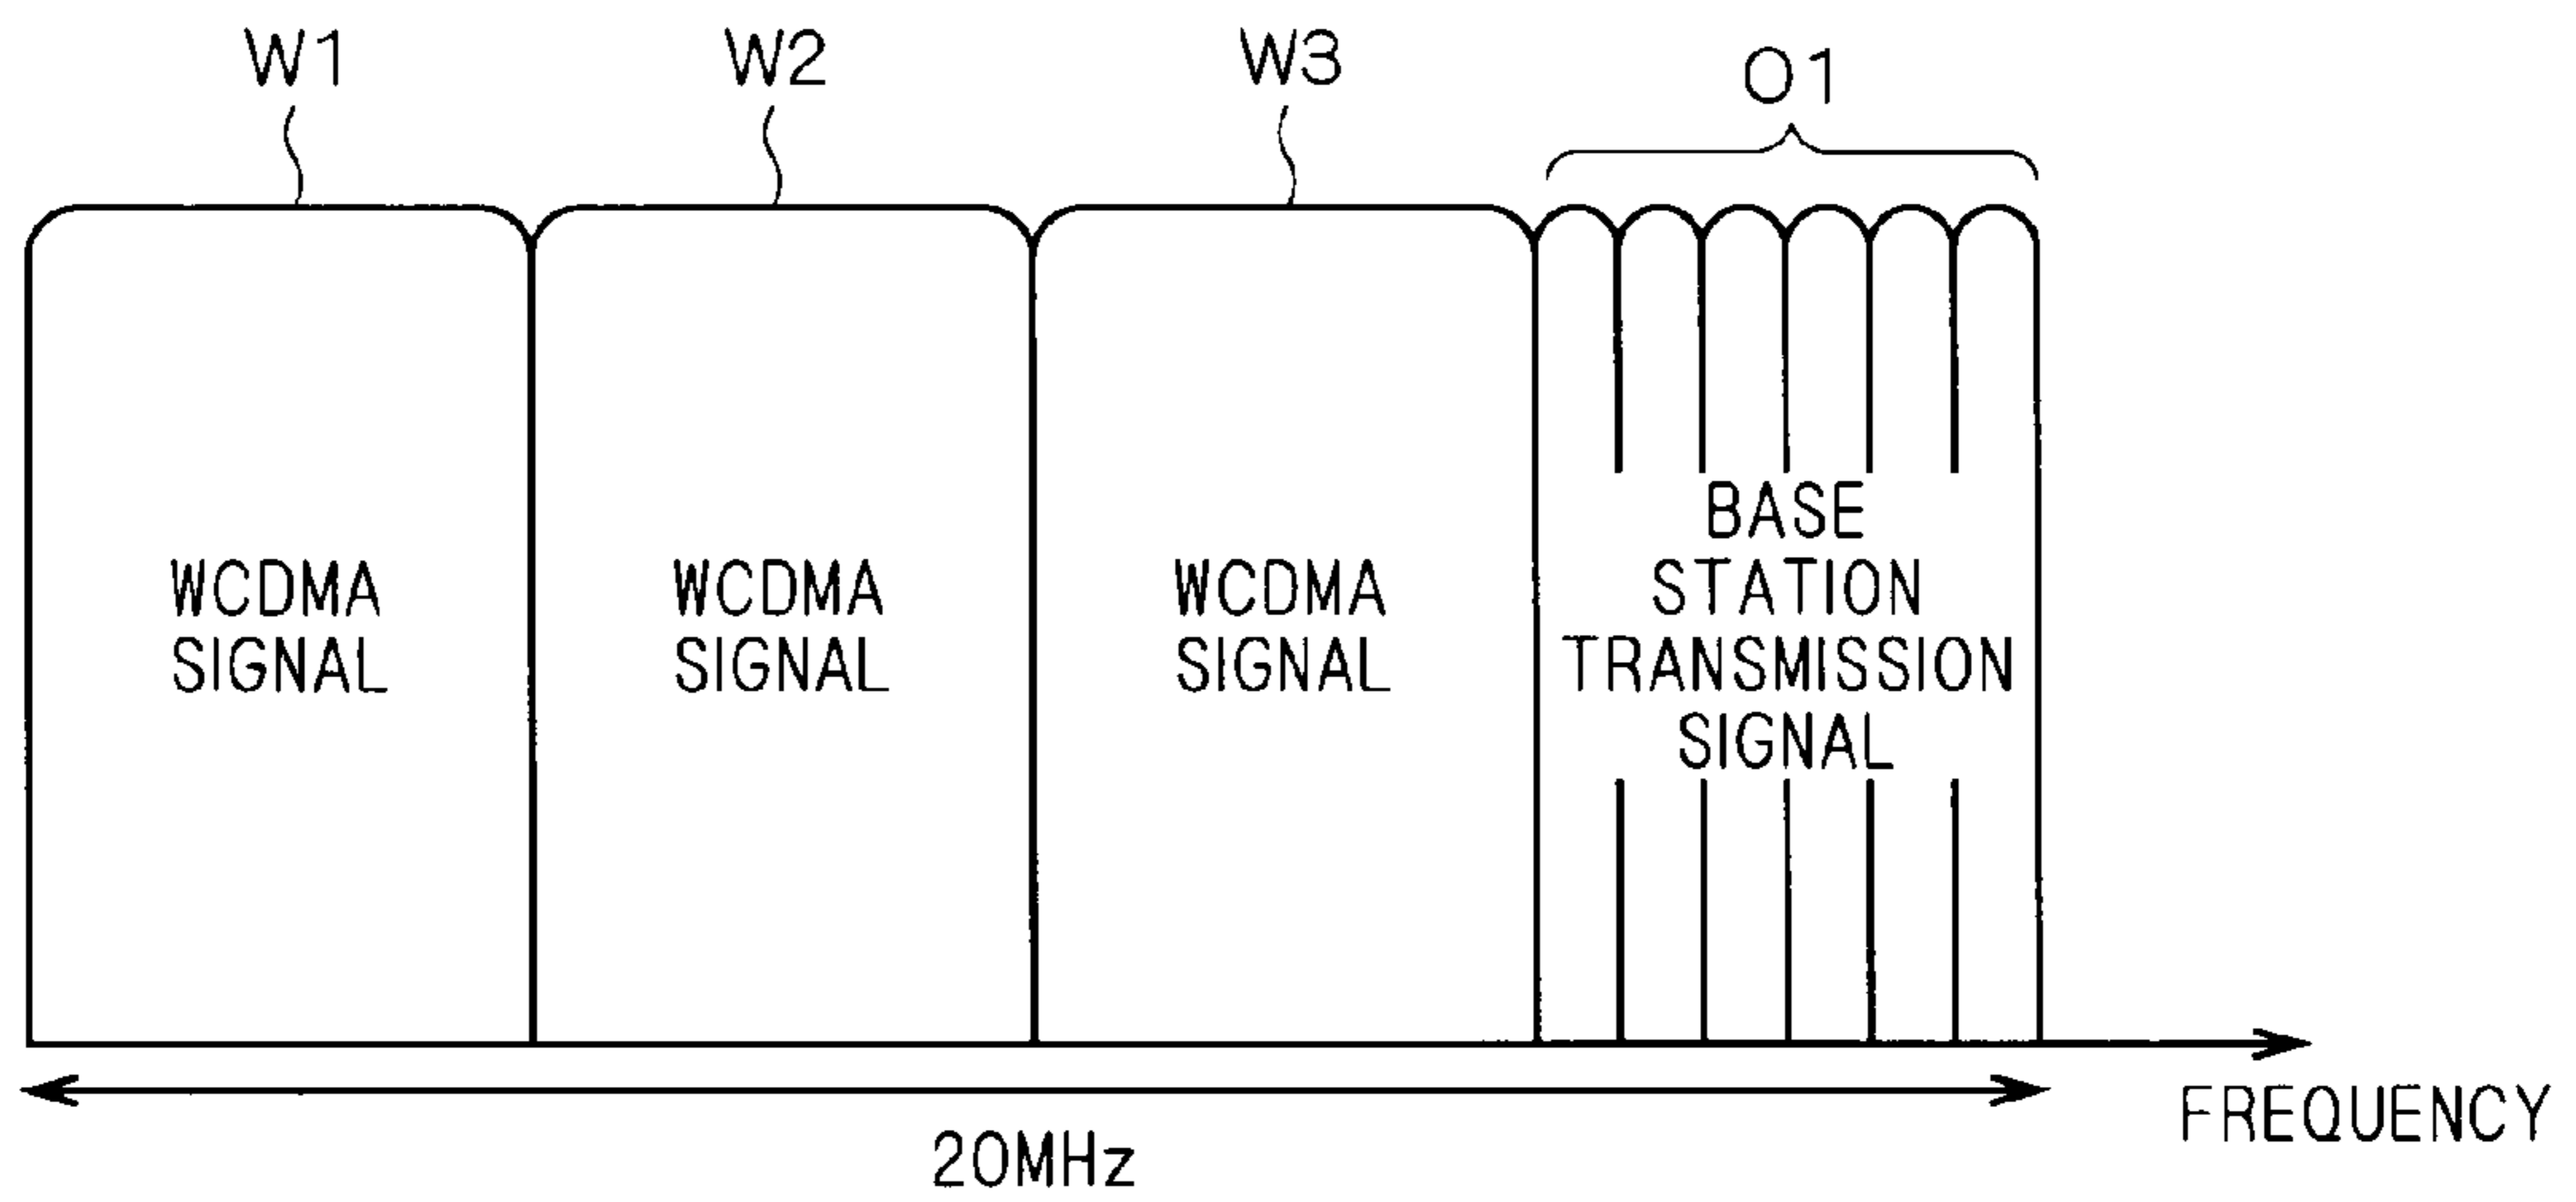 W1
W2
W3
O1
WCDMA
SIGNAL
WCDMA
SIGNAL
WCDMA
SIGNAL
BASE
STATION
TRANSMISSION
SIGNAL
20MHz
FREQUENCY